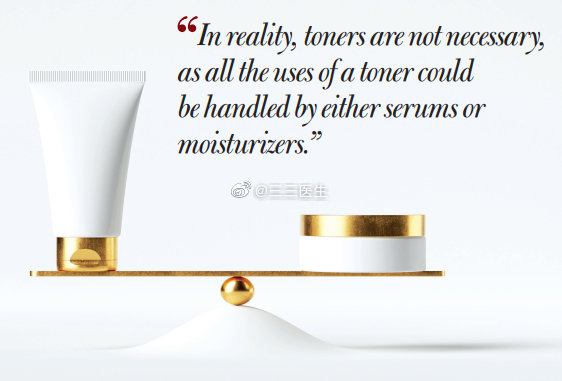 “In reality, toners are not necessary,
as all the uses of a toner could
be handled by either serums or
moisturizers.”
@三三医生